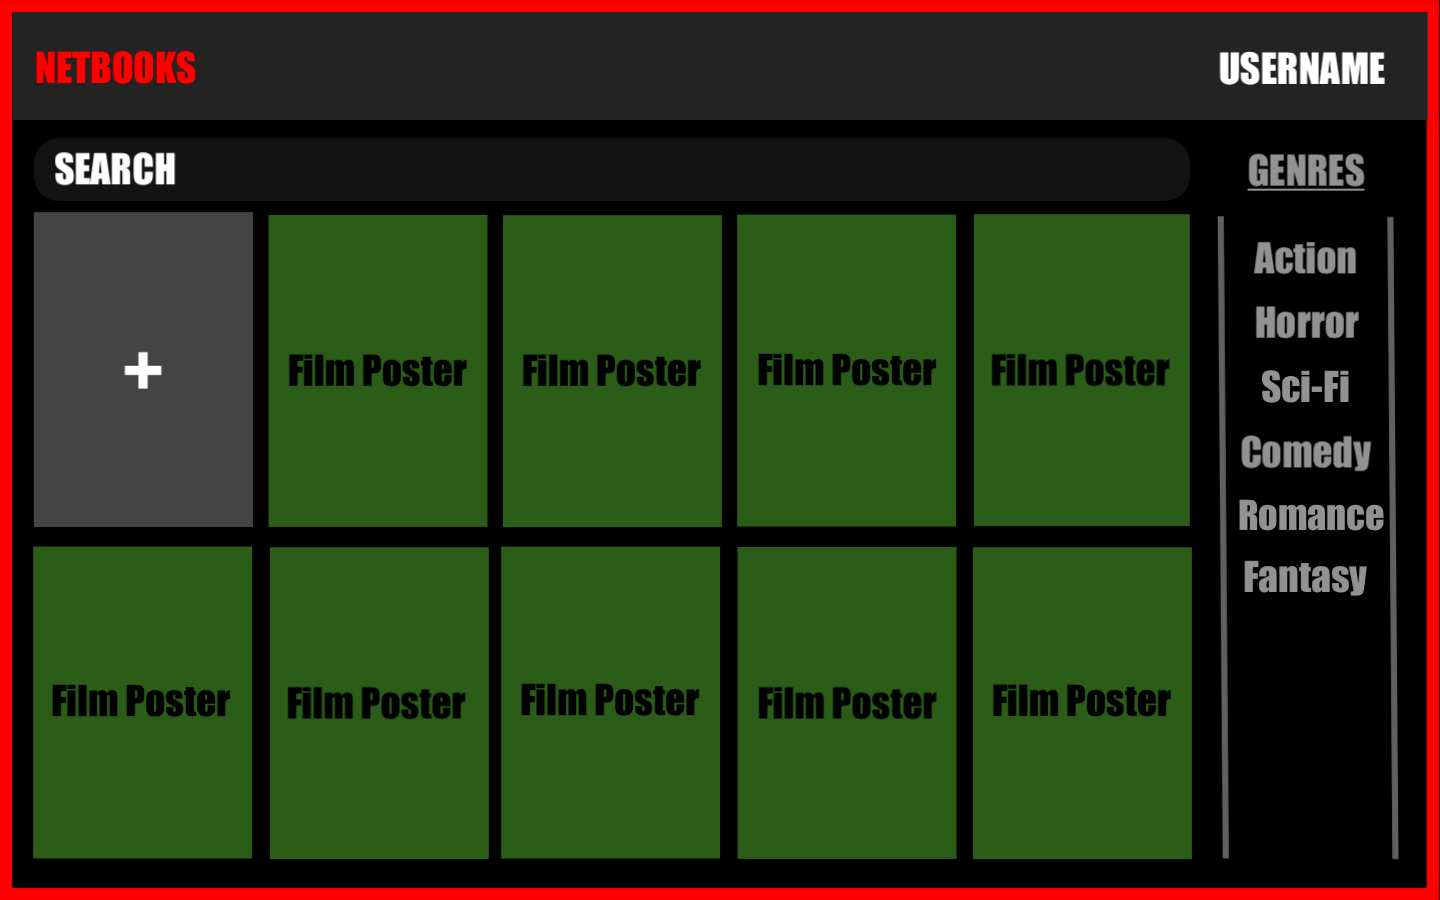 NETBOOKS
USERNAME
SEARCH
GENRES
+
Film Poster
Film Poster
Film Poster
Film Poster
Action
Horror
Sci-Fi
Comedy
Romance
Fantasy
Film Poster
Film Poster
Film Poster
Film Poster
Film Poster